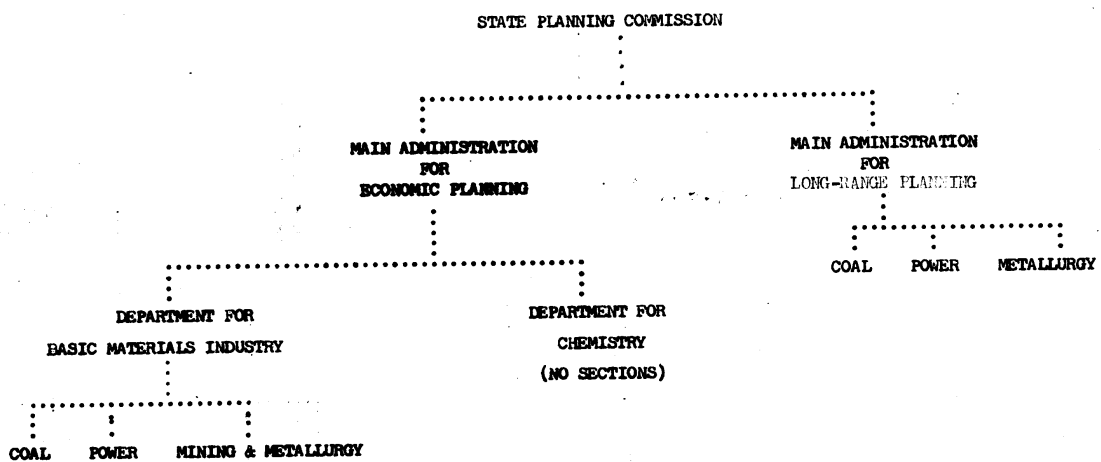 STATE PLANNING COMMISSION
MAIN ADMINISTRATION
FOR
ECONOMIC PLANNING
MAIN ADMINISTRATION
FOR
LONG-RANGE PLANNING
COAL POWER METALLURGY
DEPARTMENT FOR
BASIC MATERIALS INDUSTRY
DEPARTMENT FOR
CHEMISTRY
(NO SECTIONS)
COAL POWER MINING & METALLURGY